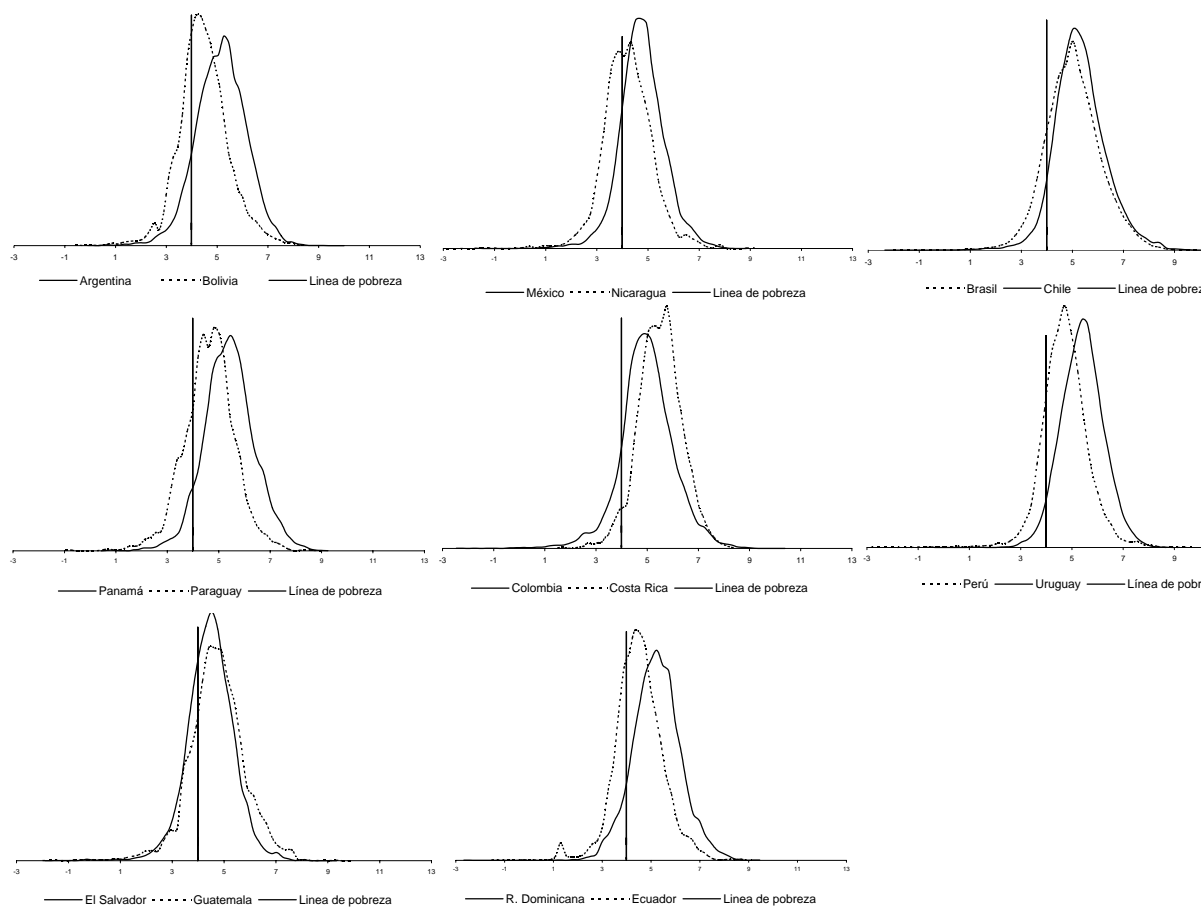 -3 -1 1 3 5 7 9 11 13
Argentina Bolivia Linea de pobreza
-3 -1 1 3 5 7 9 11 13
México Nicaragua Linea de pobreza
-3 -1 1 3 5 7 9
Brasil Chile Linea de pobrez
-3 -1 1 3 5 7 9 11 13
Panamá Paraguay Línea de pobreza
-3 -1 1 3 5 7 9 11 13
Colombia Costa Rica Linea de pobreza
-3 -1 1 3 5 7 9
Perú Uruguay Línea de pobre
-3 -1 1 3 5 7 9 11 13
El Salvador Guatemala Linea de pobreza
-3 -1 1 3 5 7 9 11 13
R. Dominicana Ecuador Linea de pobreza